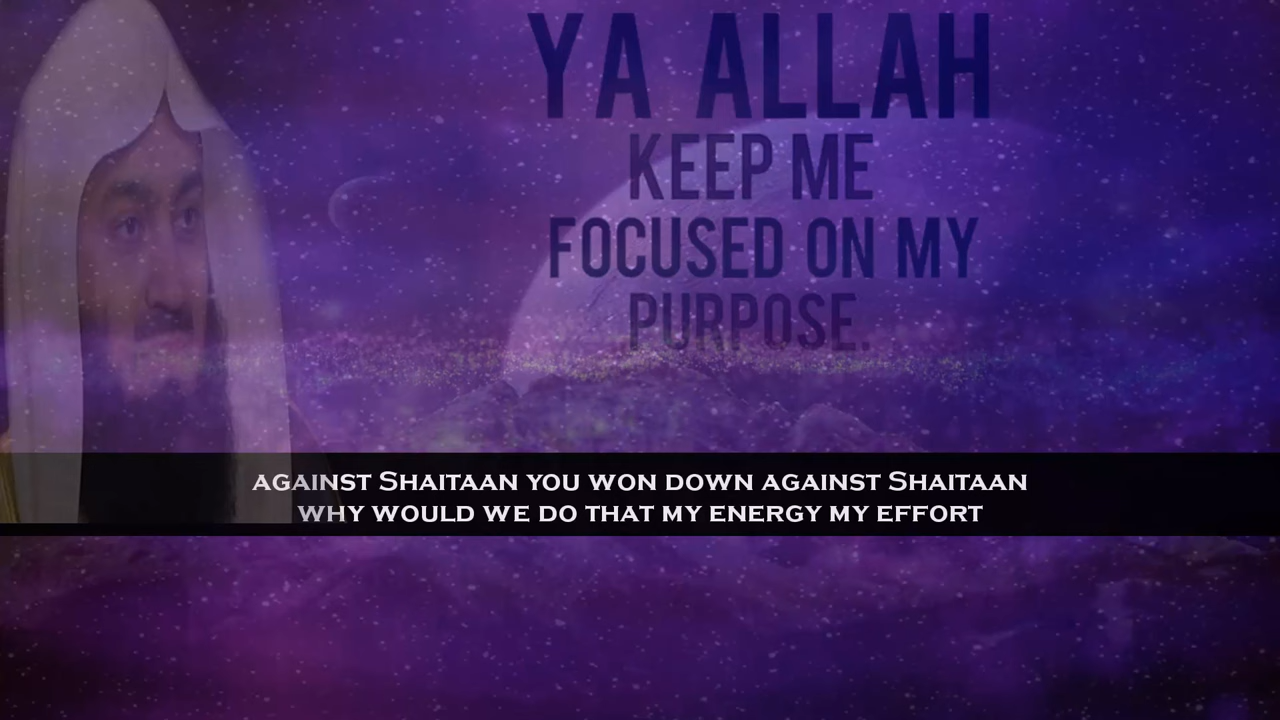 YA ALLAH
KEEP ME
FOCUSED ON MY
PURPOSE.
AGAINST SHAITAAN YOU WON DOWN AGAINST SHAITAAN
WHY WOULD WE DO THAT MY ENERGY MY EFFORT